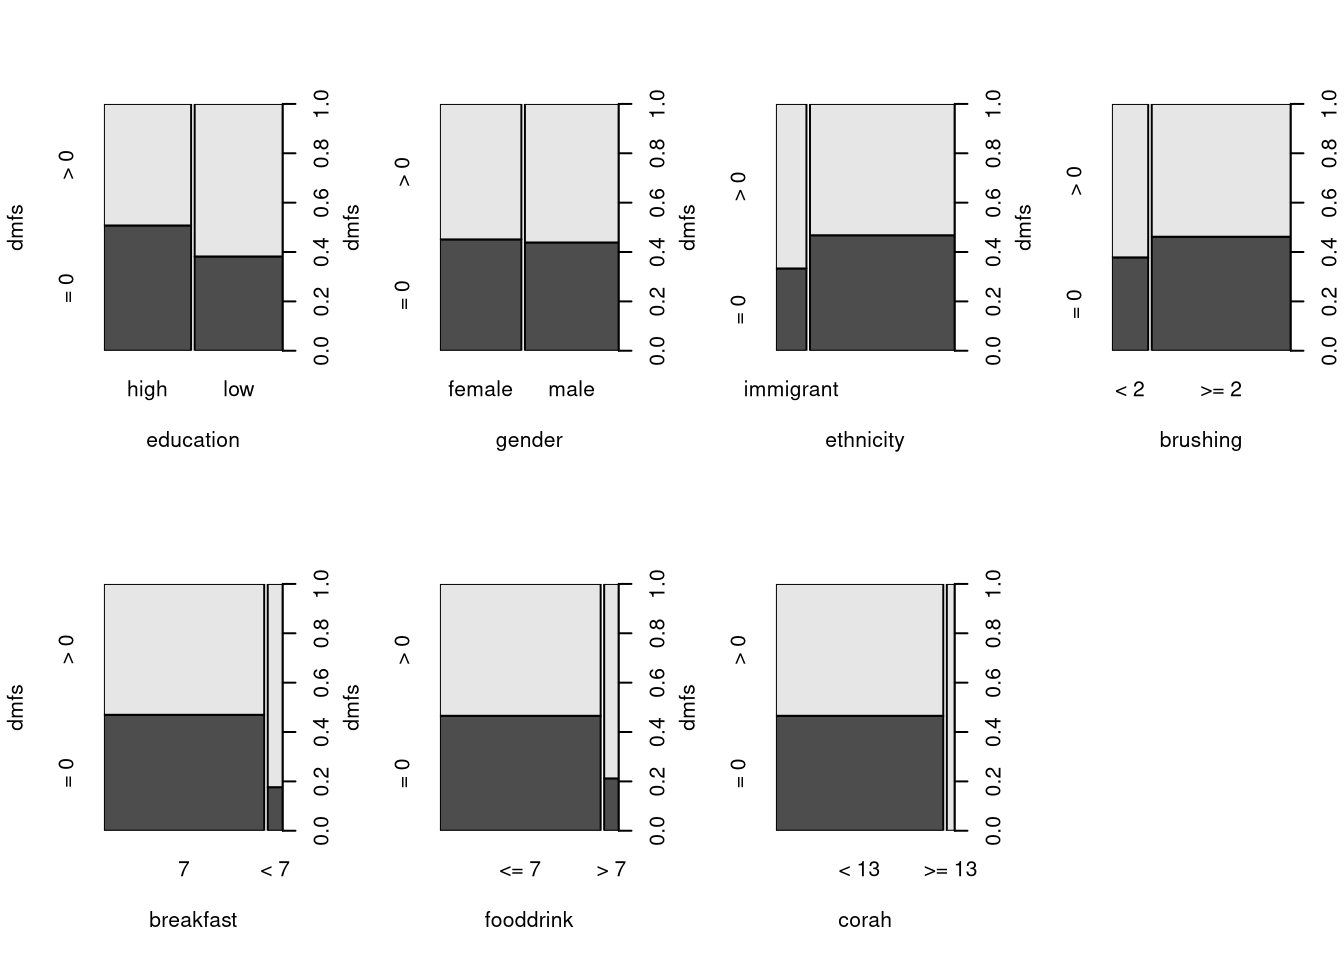 dmfs
= 0
> 0
high
low
education
0.0 0.2 0.4 0.6 0.8 1.0
dmfs
= 0
> 0
female
male
gender
0.0 0.2 0.4 0.6 0.8 1.0
dmfs
= 0
> 0
immigrant
ethnicity
0.0 0.2 0.4 0.6 0.8 1.0
dmfs
= 0
> 0
< 2
>= 2
brushing
0.0 0.2 0.4 0.6 0.8 1.0
dmfs
= 0
> 0
7
< 7
breakfast
0.0 0.2 0.4 0.6 0.8 1.0
dmfs
= 0
> 0
<= 7
> 7
fooddrink
0.0 0.2 0.4 0.6 0.8 1.0
dmfs
= 0
> 0
< 13
>= 13
corah
0.0 0.2 0.4 0.6 0.8 1.0